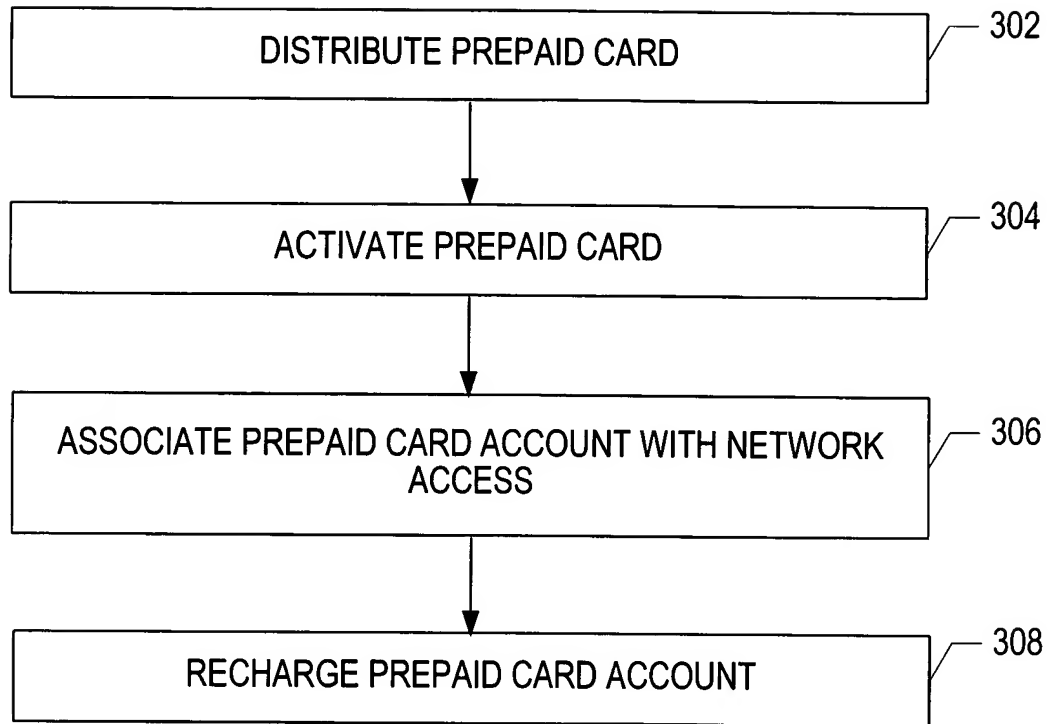 DISTRIBUTE PREPAID CARD
302
ACTIVATE PREPAID CARD
304
ASSOCIATE PREPAID CARD ACCOUNT WITH NETWORK
ACCESS
306
RECHARGE PREPAID CARD ACCOUNT
308